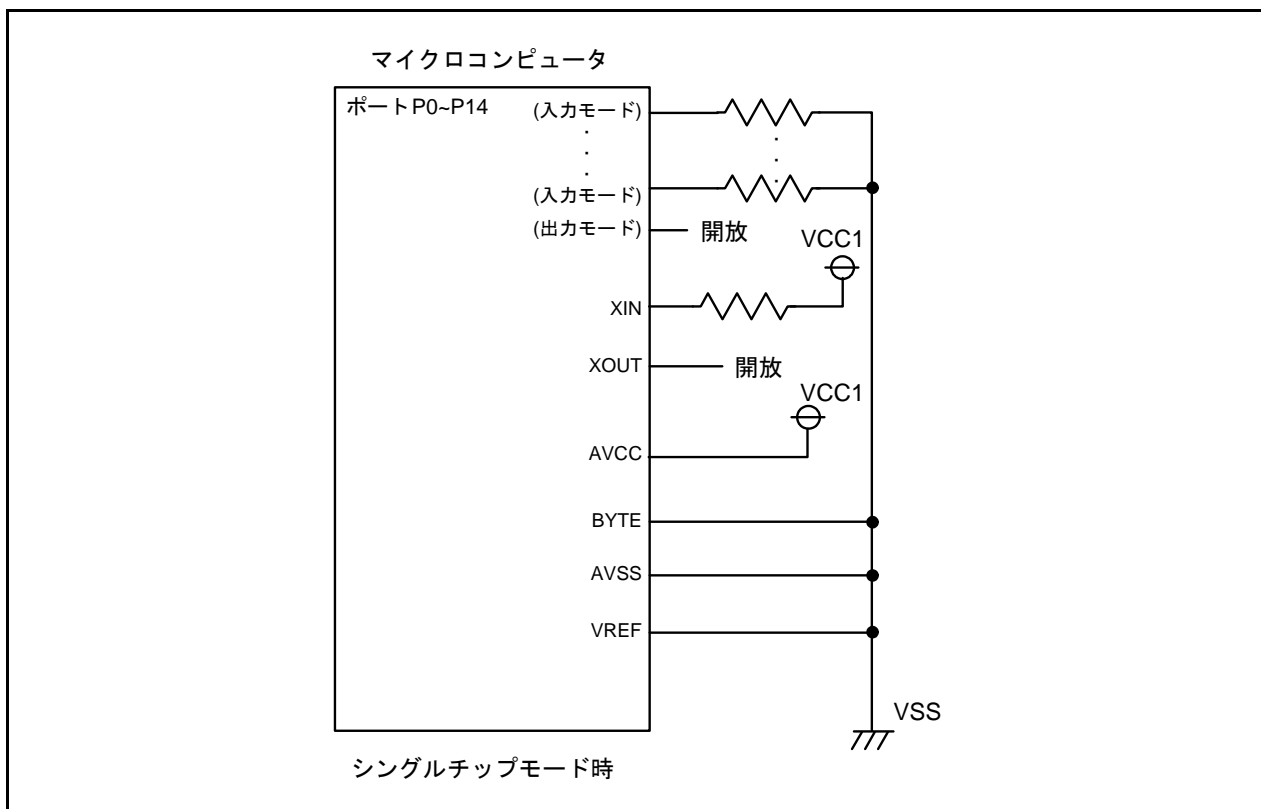 マイクロコンピュータ
ポートP0~P14 (入力モード)
(入力モード)
(出力モード) 開放
VCC1
XIN
XOUT 開放
VCC1
AVCC
BYTE
AVSS
VREF
VSS
シングルチップモード時